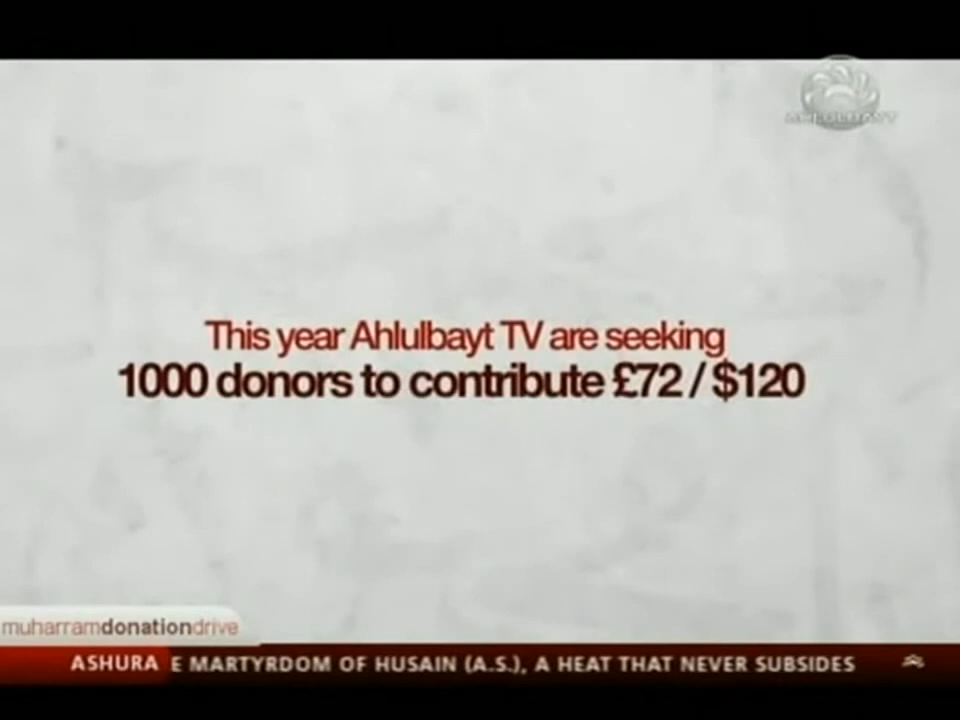 AHLULBAYT
This year Ahlulbayt TV are seeking
1000 donors to contribute £72 / $120
muharramdonationdrive
ASHURA E MARTYRDOM OF HUSAIN (A.S.), A HEAT THAT NEVER SUBSIDES